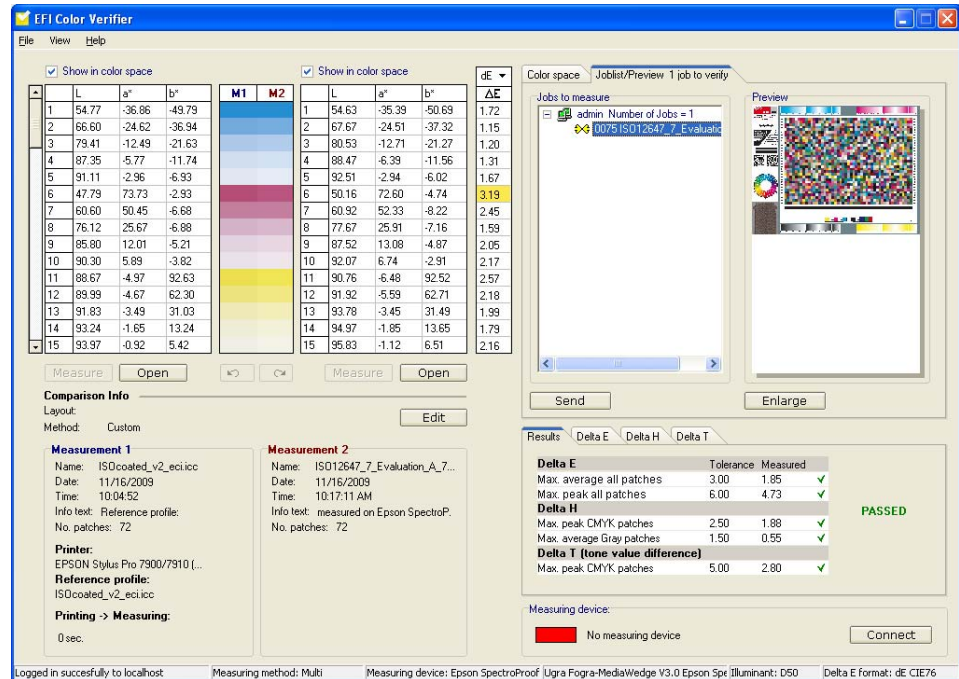 EFI Color Verifier
File View Help
Show in color space
Show in color space
dE
L a* b* M1 M2 L a* b* ΔE
1 54.77 -36.86 -49.79 1 54.63 -35.39 -50.69 1.72
2 66.60 -24.62 -36.94 2 67.67 -24.51 -37.32 1.15
3 79.41 -12.49 -21.63 3 80.53 -12.71 -21.27 1.20
4 87.35 -5.77 -11.74 4 88.47 -6.39 -11.56 1.31
5 91.11 -2.96 -6.93 5 92.51 -2.94 -6.02 1.67
6 47.79 73.73 -2.93 6 50.16 72.60 -4.74 3.19
7 60.60 50.45 -6.68 7 60.92 52.33 -8.22 2.45
8 76.12 25.67 -6.88 8 77.67 25.91 -7.16 1.59
9 85.80 12.01 -5.21 9 87.52 13.08 -4.87 2.05
10 90.30 5.89 -3.82 10 92.07 6.74 -2.91 2.17
11 88.67 -4.97 92.63 11 90.76 -6.48 92.52 2.57
12 89.99 -4.67 62.30 12 91.92 -5.59 62.71 2.18
13 91.83 -3.49 31.03 13 93.78 -3.45 31.49 1.99
14 93.24 -1.65 13.24 14 94.97 -1.85 13.65 1.79
15 93.97 -0.92 5.42 15 95.83 -1.12 6.51 2.16
Measure Open Measure Open
Comparison Info
Layout:
Method: Custom
Edit
Measurement 1
Name: ISOcoated_v2_eci.icc
Date: 11/16/2009
Time: 10:04:52
Info text: Reference profile:
No. patches: 72
Printer:
EPSON Stylus Pro 7900/7910 (...
Reference profile:
ISOcoated_v2_eci.icc
Printing -> Measuring:
0 sec.
Measurement 2
Name: ISO12647_7_Evaluation_A_7...
Date: 11/16/2009
Time: 10:17:11 AM
Info text: measured on Epson SpectroP.
No. patches: 72
Color space Joblist/Preview 1 job to verify
Jobs to measure
admin Number of Jobs = 1
0075 ISO12647_7_Evaluatio
Preview
Send Enlarge
Results Delta E Delta H Delta T
Delta E Tolerance Measured
Max. average all patches 3.00 1.85
Max. peak all patches 6.00 4.73
Delta H
Max. peak CMYK patches 2.50 1.88
Max. average Gray patches 1.50 0.55
Delta T (tone value difference)
Max. peak CMYK patches 5.00 2.80
PASSED
Measuring device:
No measuring device
Connect
Logged in succesfully to localhost Measuring method: Multi Measuring device: Epson SpectroProof Ugra Fogra-MediaWedge V3.0 Epson Spe Illuminant: D50 Delta E format: dE CIE76